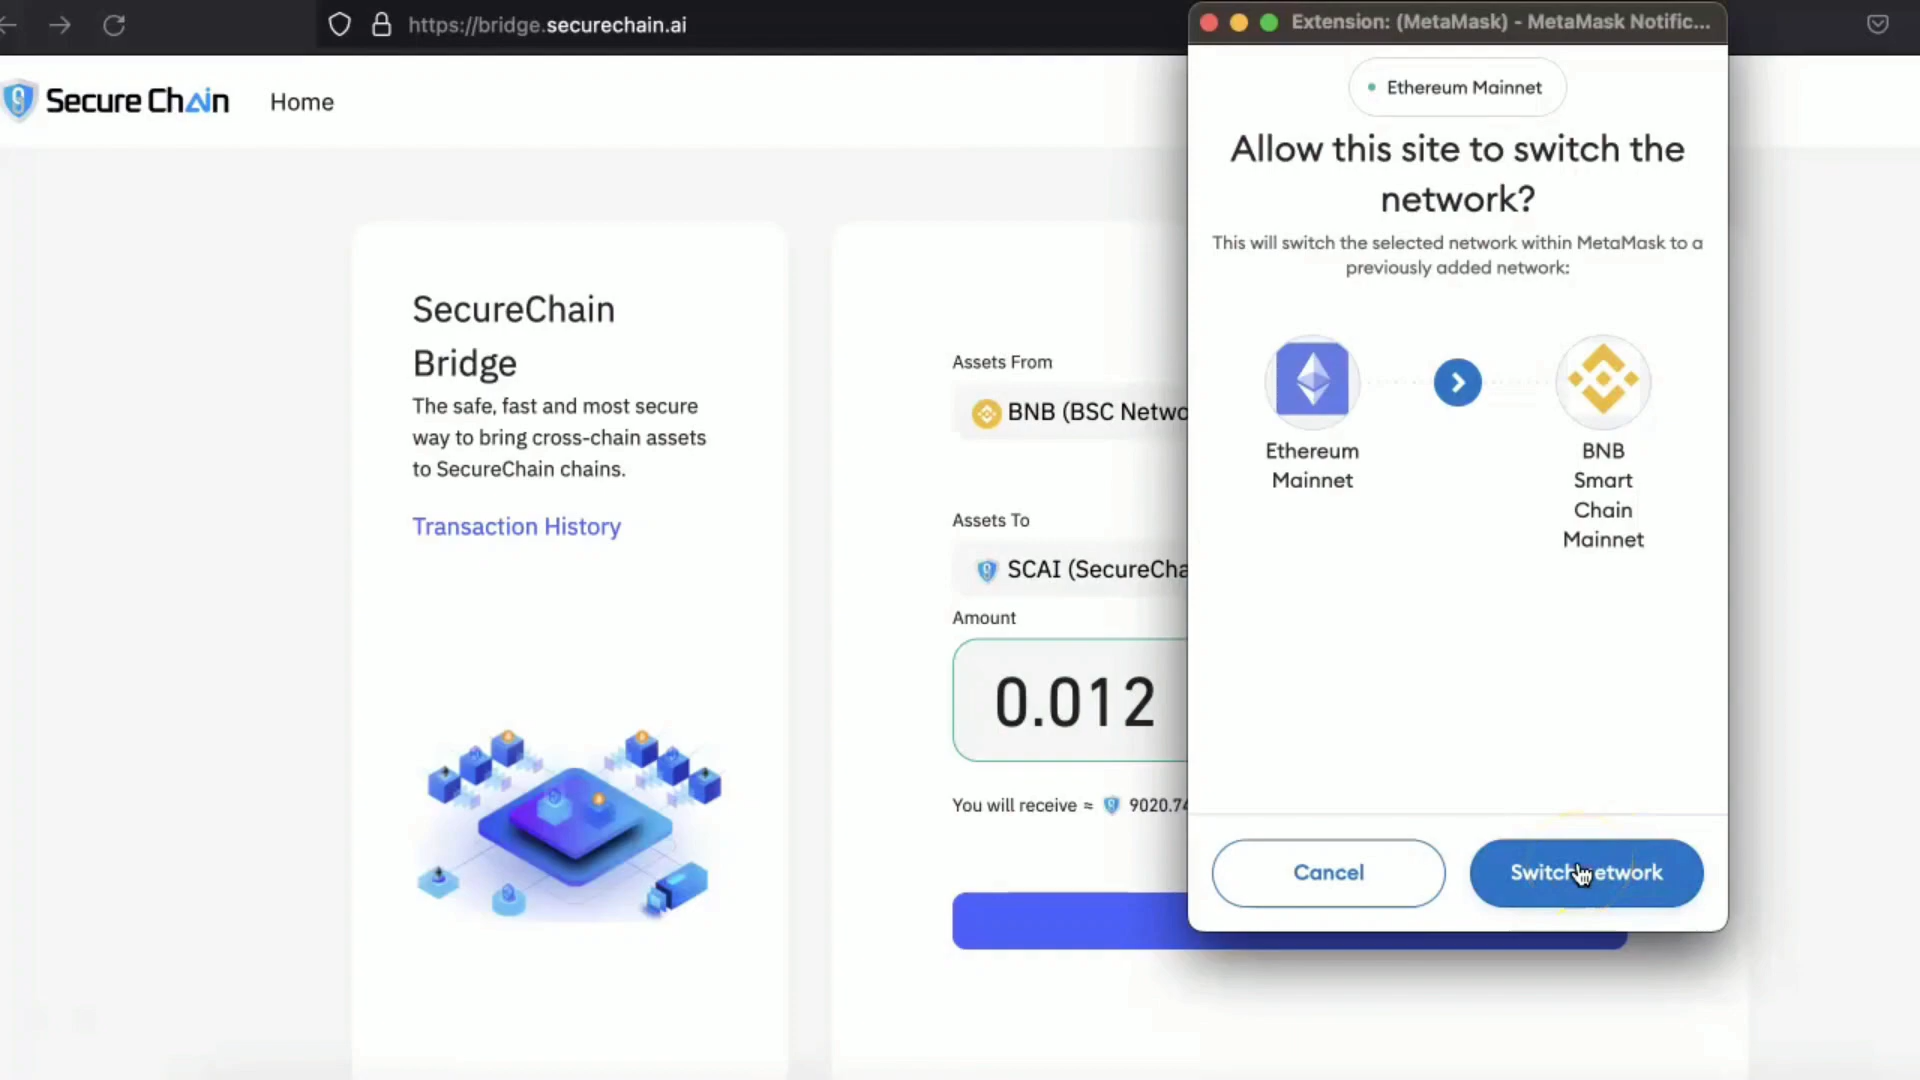 https://bridge.securechain.ai
Extension: (MetaMask) - MetaMask Notific...
Secure Chain
Home
Ethereum Mainnet
Allow this site to switch the
network?
This will switch the selected network within MetaMask to a
previously added network:
Ethereum
Mainnet
BNB
Smart
Chain
Mainnet
Cancel
Switch
SecureChain
Bridge
The safe, fast and most secure
way to bring cross-chain assets
to SecureChain chains.
Transaction History
Assets From
BNB (BSC Netwo
Assets To
SCAI (SecureCha
Amount
0.012
You will receive ≈ 9020.74